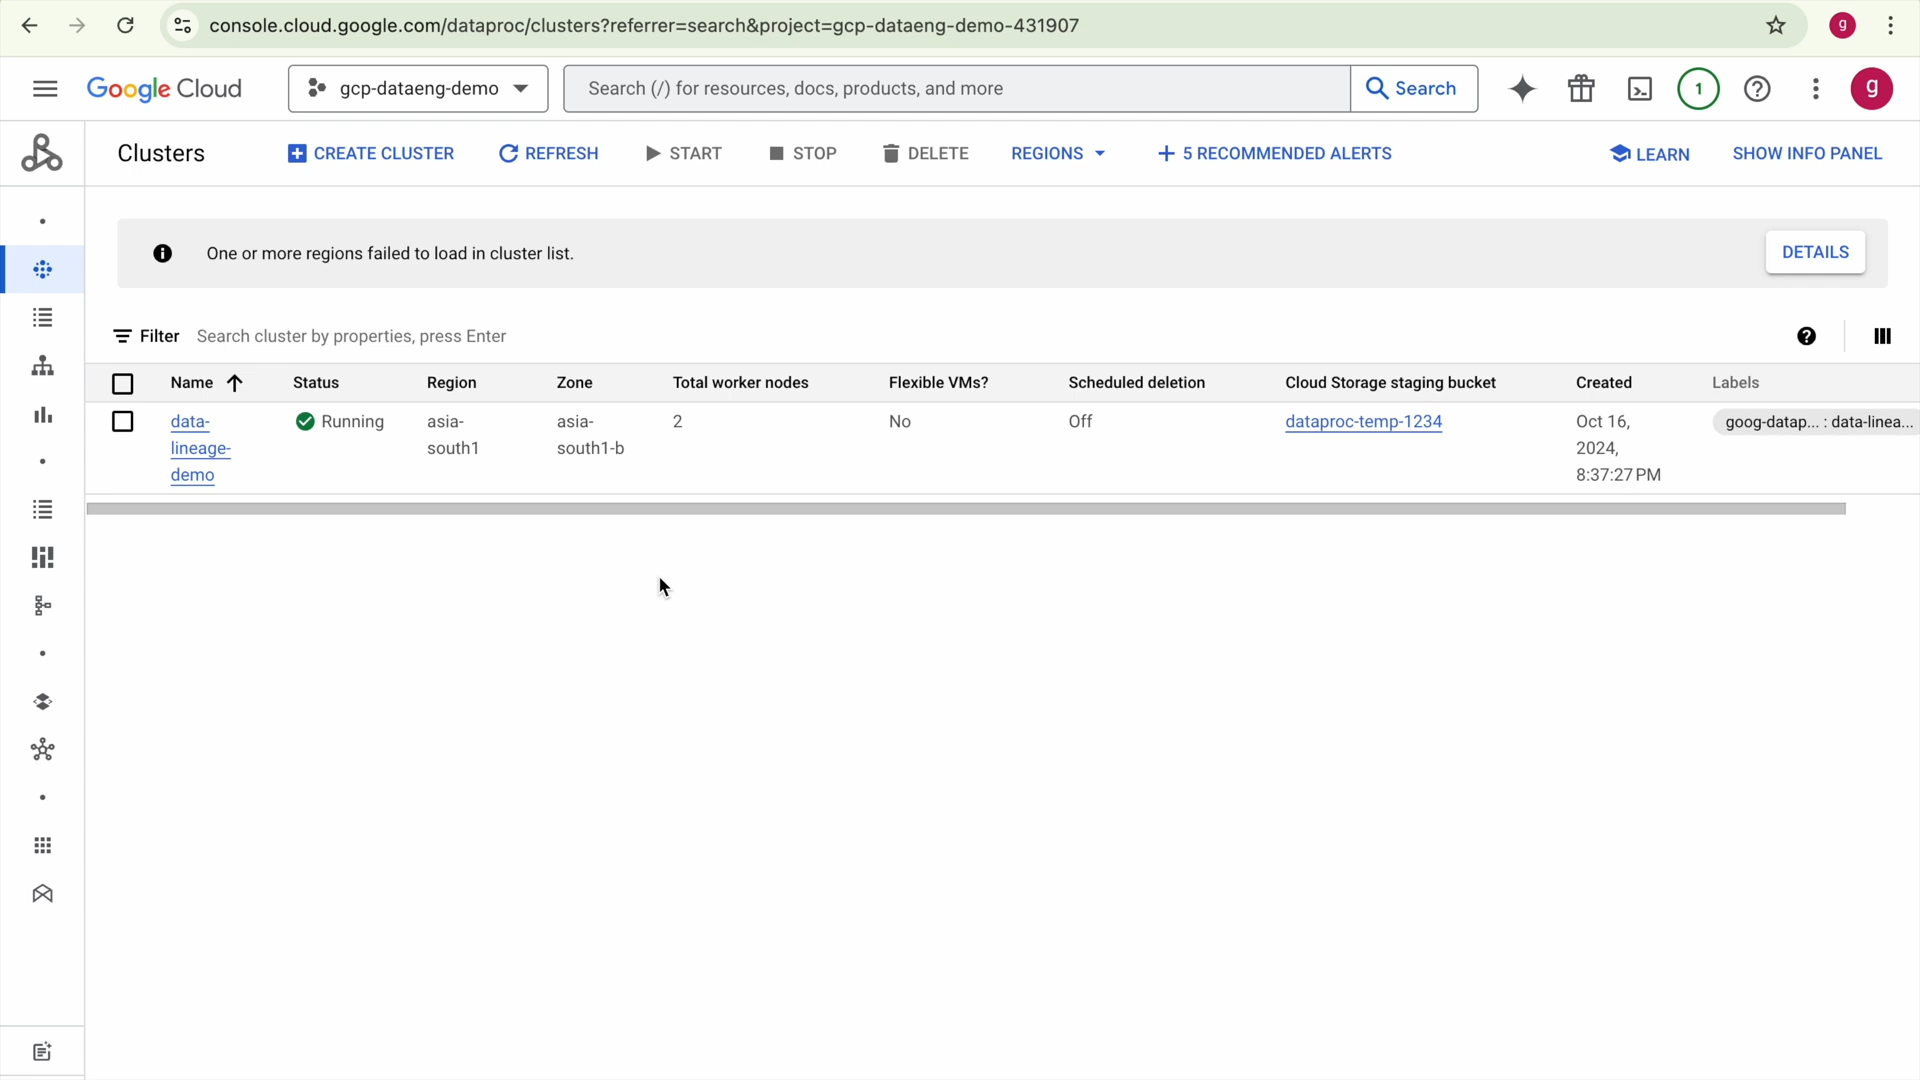 console.cloud.google.com/dataproc/clusters?referrer=search&project=gcp-dataeng-demo-431907
g
Google Cloud
gcp-dataeng-demo
Search (/) for resources, docs, products, and more
Search
1
g
Clusters
CREATE CLUSTER
REFRESH
START
STOP
DELETE
REGIONS
5 RECOMMENDED ALERTS
LEARN
SHOW INFO PANEL
One or more regions failed to load in cluster list.
DETAILS
Filter
Search cluster by properties, press Enter
Name
Status
Region
Zone
Total worker nodes
Flexible VMs?
Scheduled deletion
Cloud Storage staging bucket
Created
Labels
data-
lineage-
demo
Running
asia-
south1
asia-
south1-b
2
No
Off
dataproc-temp-1234
Oct 16,
2024,
8:37:27 PM
goog-datap... : data-linea...